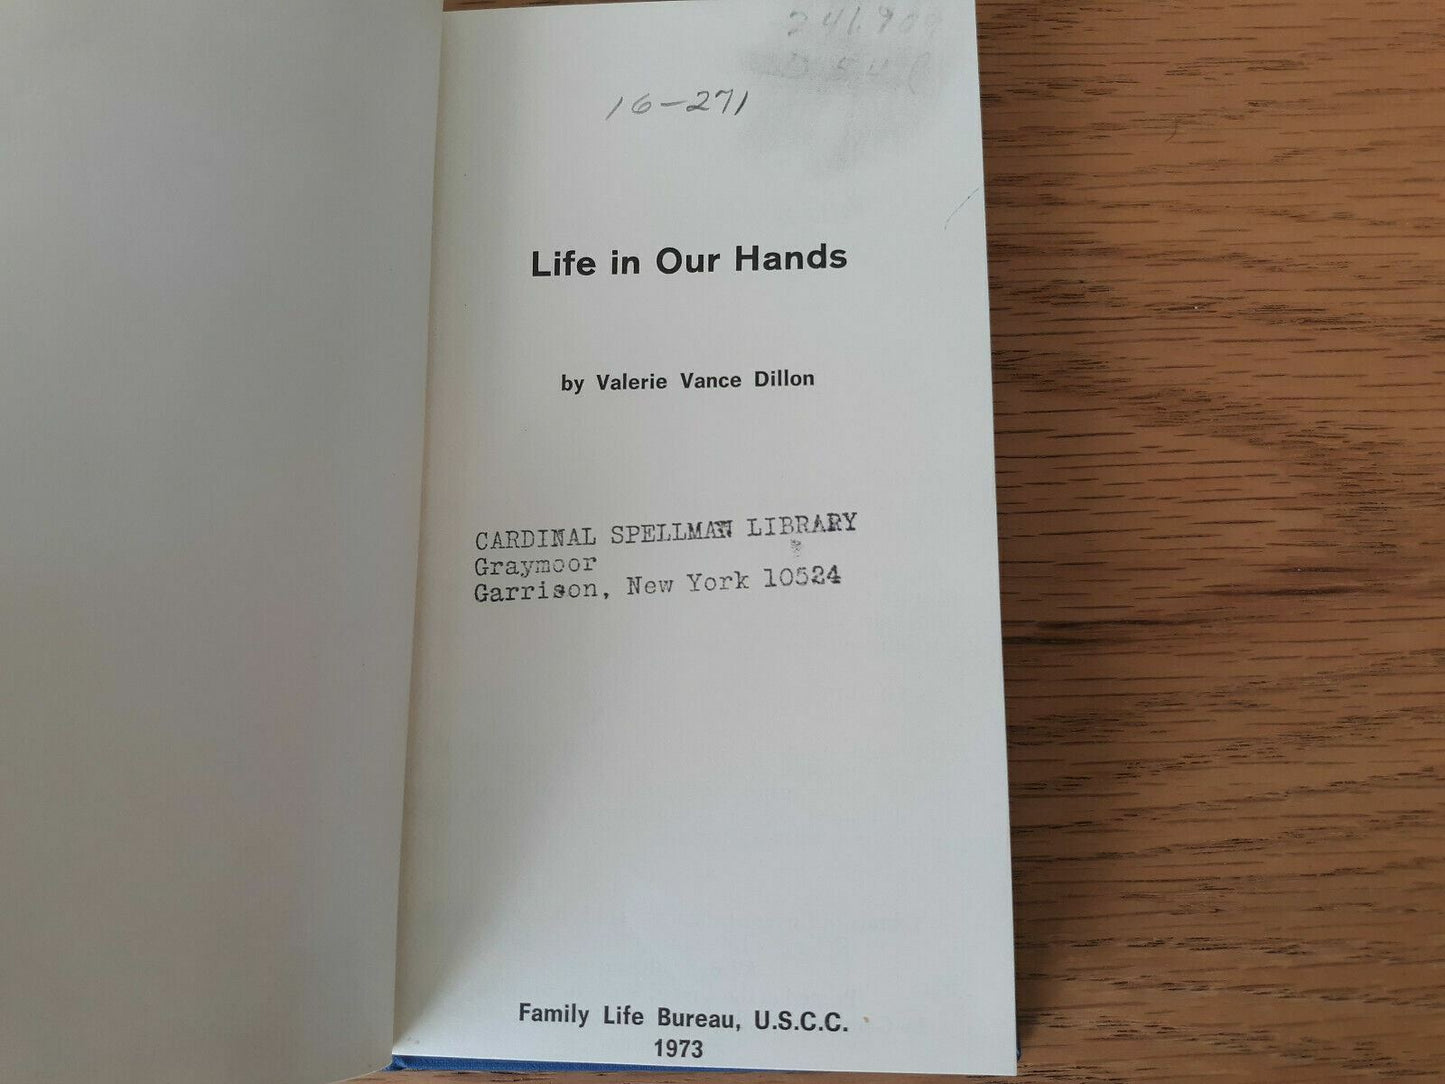 16-271
Life in Our Hands
by Valerie Vance Dillon
CARDINAL SPELLMAN LIBRARY
Graymoor
Garrison, New York 10524
Family Life Bureau, U.S.C.C.
1973